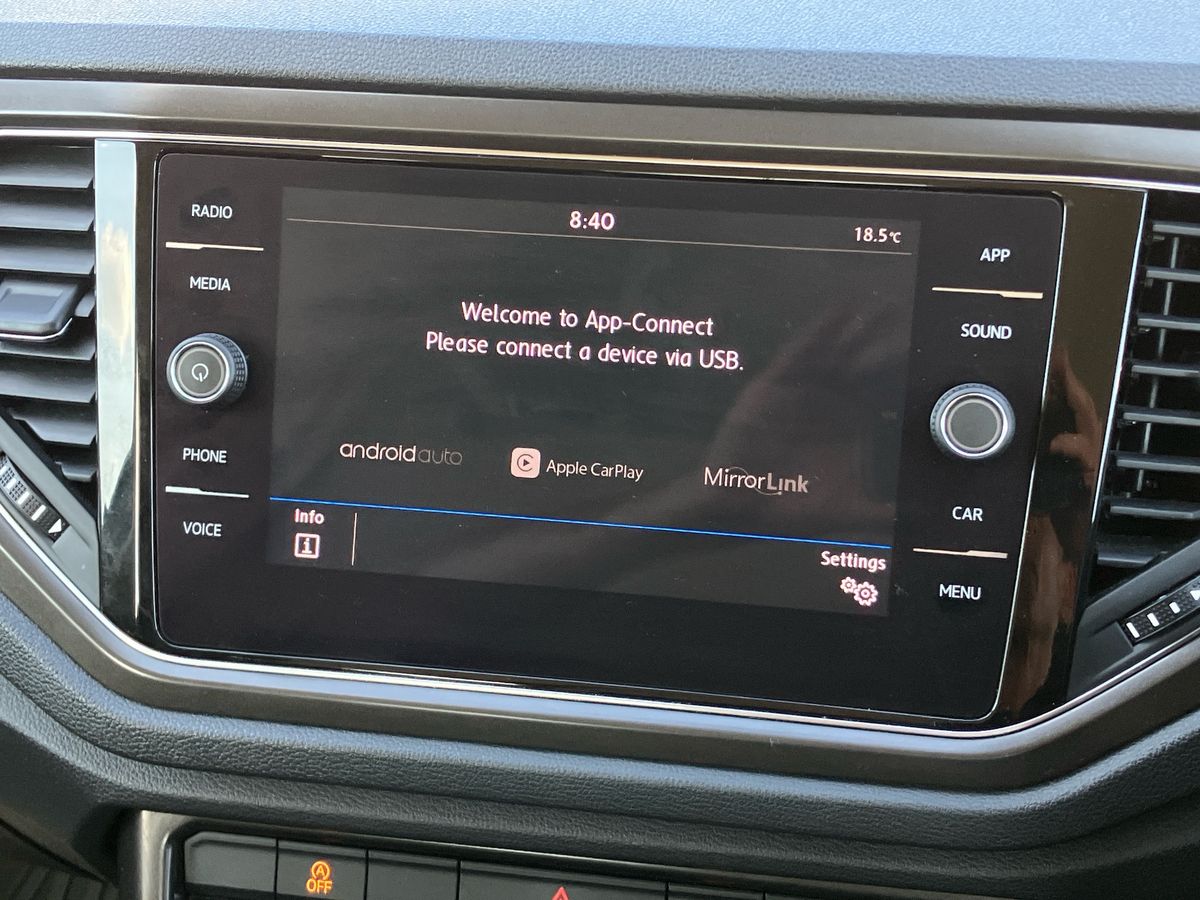 RADIO
MEDIA
PHONE
VOICE
8:40
18.5°C
Welcome to App-Connect
Please connect a device via USB.
androidauto
Apple CarPlay
MirrorLink
Info
i
Settings
APP
SOUND
CAR
MENU
A
OFF